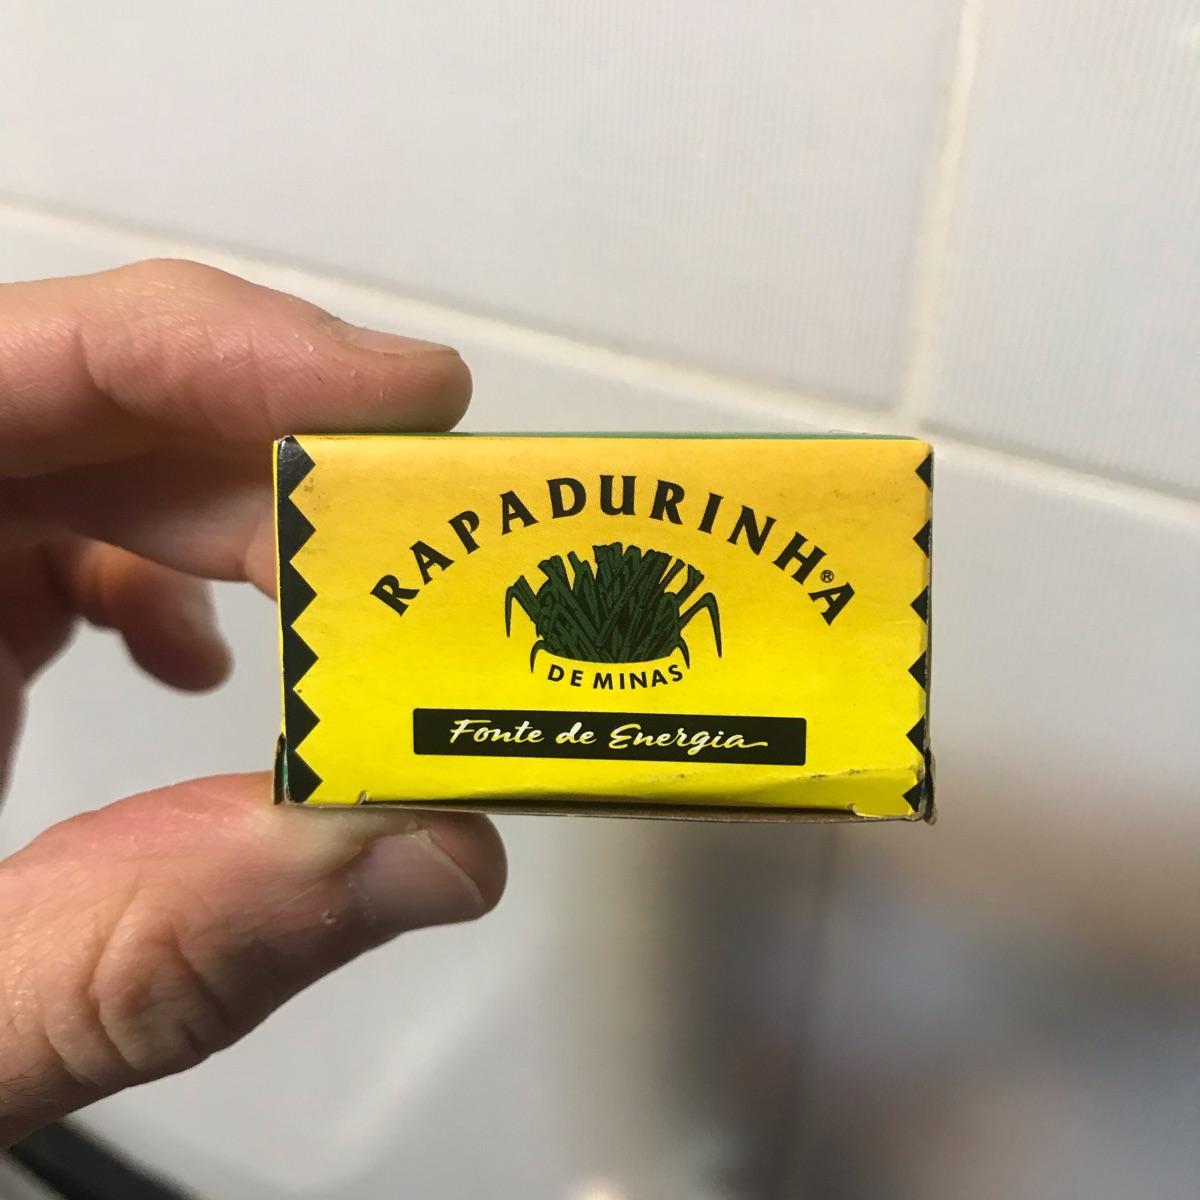 RAPADURINHA®
DE MINAS
Fonte de Energia